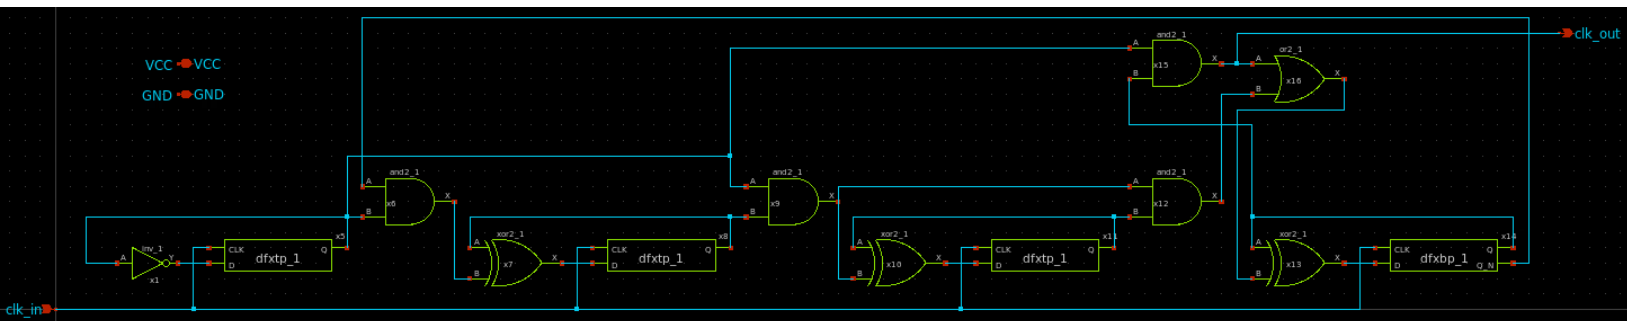 clk_out
and2_1
A
x15
B
X
or2_1
A
x16
B
X
VCC VCC
GND GND
and2_1
A
x6
B
X
and2_1
A
x9
B
X
and2_1
A
x12
B
X
inv_1
A
Y
x1
x5
CLK Q
D
dfxtp_1
xor2_1
A
x7
B
X
x8
CLK Q
D
dfxtp_1
xor2_1
A
x10
B
X
x11
CLK Q
D
dfxtp_1
xor2_1
A
x13
B
X
x14
CLK Q
D Q_N
dfxbp_1
clk_in